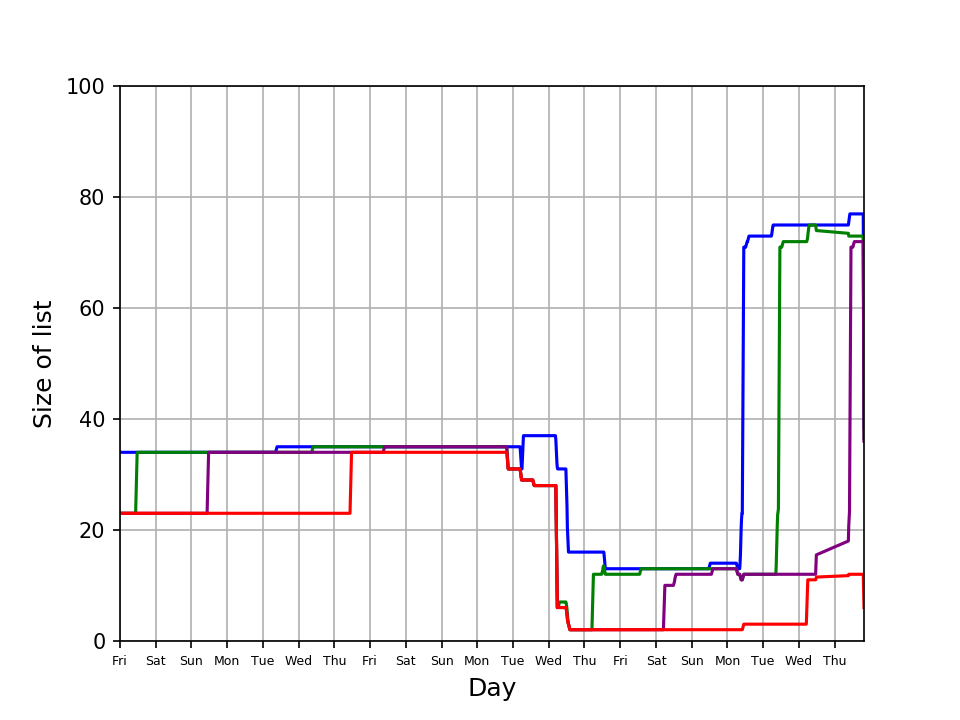 100
80
60
40
20
0
Size of list
Fri Sat Sun Mon Tue Wed Thu Fri Sat Sun Mon Tue Wed Thu Fri Sat Sun Mon Tue Wed Thu
Day